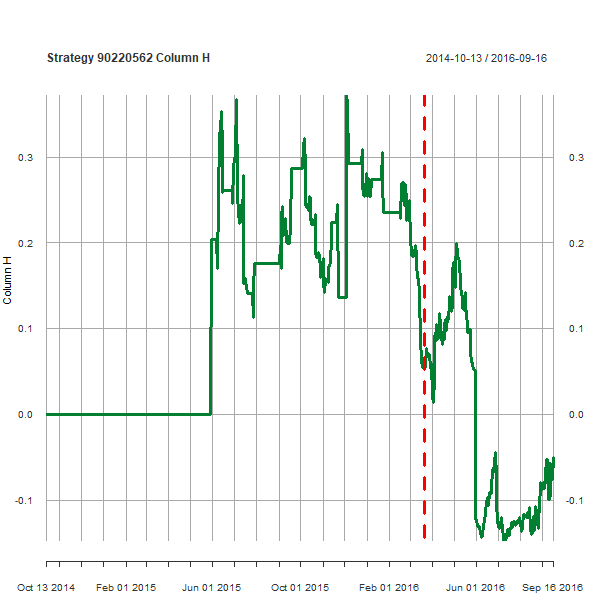 Strategy 90220562 Column H
2014-10-13 / 2016-09-16
0.3 0.3
0.2 0.2
0.1 0.1
0.0 0.0
-0.1 -0.1
Column H
Oct 13 2014 Feb 01 2015 Jun 01 2015 Oct 01 2015 Feb 01 2016 Jun 01 2016 Sep 16 2016